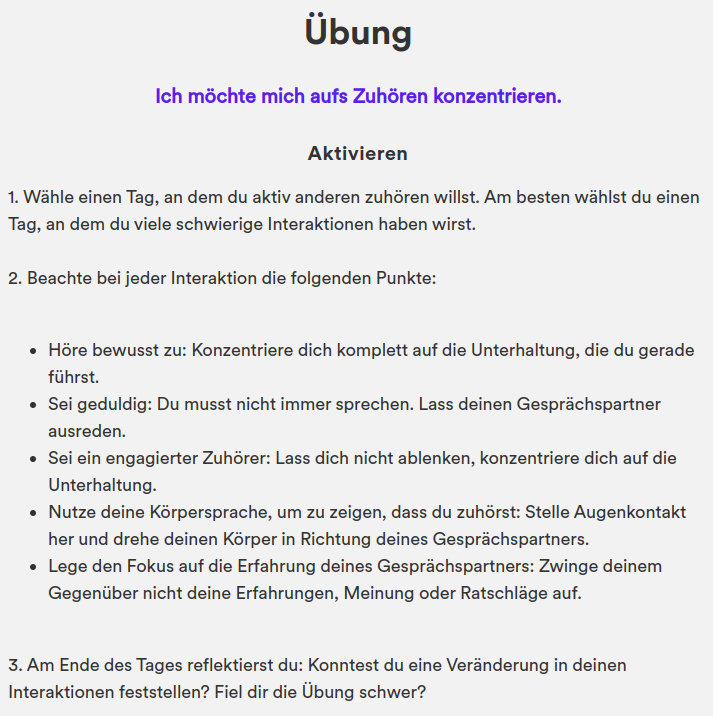 Übung
Ich möchte mich aufs Zuhören konzentrieren.
Aktivieren
1. Wähle einen Tag, an dem du aktiv anderen zuhören willst. Am besten wählst du einen
Tag, an dem du viele schwierige Interaktionen haben wirst.
2. Beachte bei jeder Interaktion die folgenden Punkte:
• Höre bewusst zu: Konzentriere dich komplett auf die Unterhaltung, die du gerade
führst.
• Sei geduldig: Du musst nicht immer sprechen. Lass deinen Gesprächspartner
ausreden.
• Sei ein engagierter Zuhörer: Lass dich nicht ablenken, konzentriere dich auf die
Unterhaltung.
• Nutze deine Körpersprache, um zu zeigen, dass du zuhörst: Stelle Augenkontakt
her und drehe deinen Körper in Richtung deines Gesprächspartners.
• Lege den Fokus auf die Erfahrung deines Gesprächspartners: Zwinge deinem
Gegenüber nicht deine Erfahrungen, Meinung oder Ratschläge auf.
3. Am Ende des Tages reflektierst du: Konntest du eine Veränderung in deinen
Interaktionen feststellen? Fiel dir die Übung schwer?